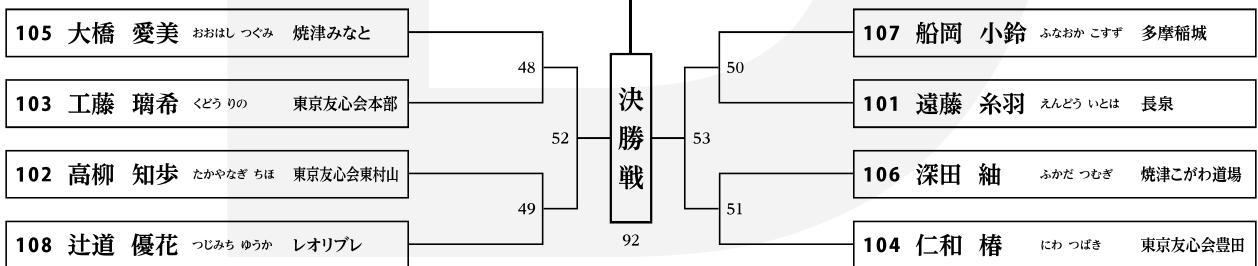 105 大橋 愛美 おおはし つぐみ 焼津みなと
103 工藤 璃希 くどう りの 東京友心会本部
102 高柳 知歩 たかやなぎ ちほ 東京友心会東村山
108 辻道 優花 つじみち ゆうか レオリブレ
48
49
52
決勝戦
92
53
50
51
107 船岡 小鈴 ふなおか こすず 多摩稲城
101 遠藤 糸羽 えんどう いとは 長泉
106 深田 紬 ふかだ つむぎ 焼津こがわ道場
104 仁和 椿 にわ つばき 東京友心会豊田